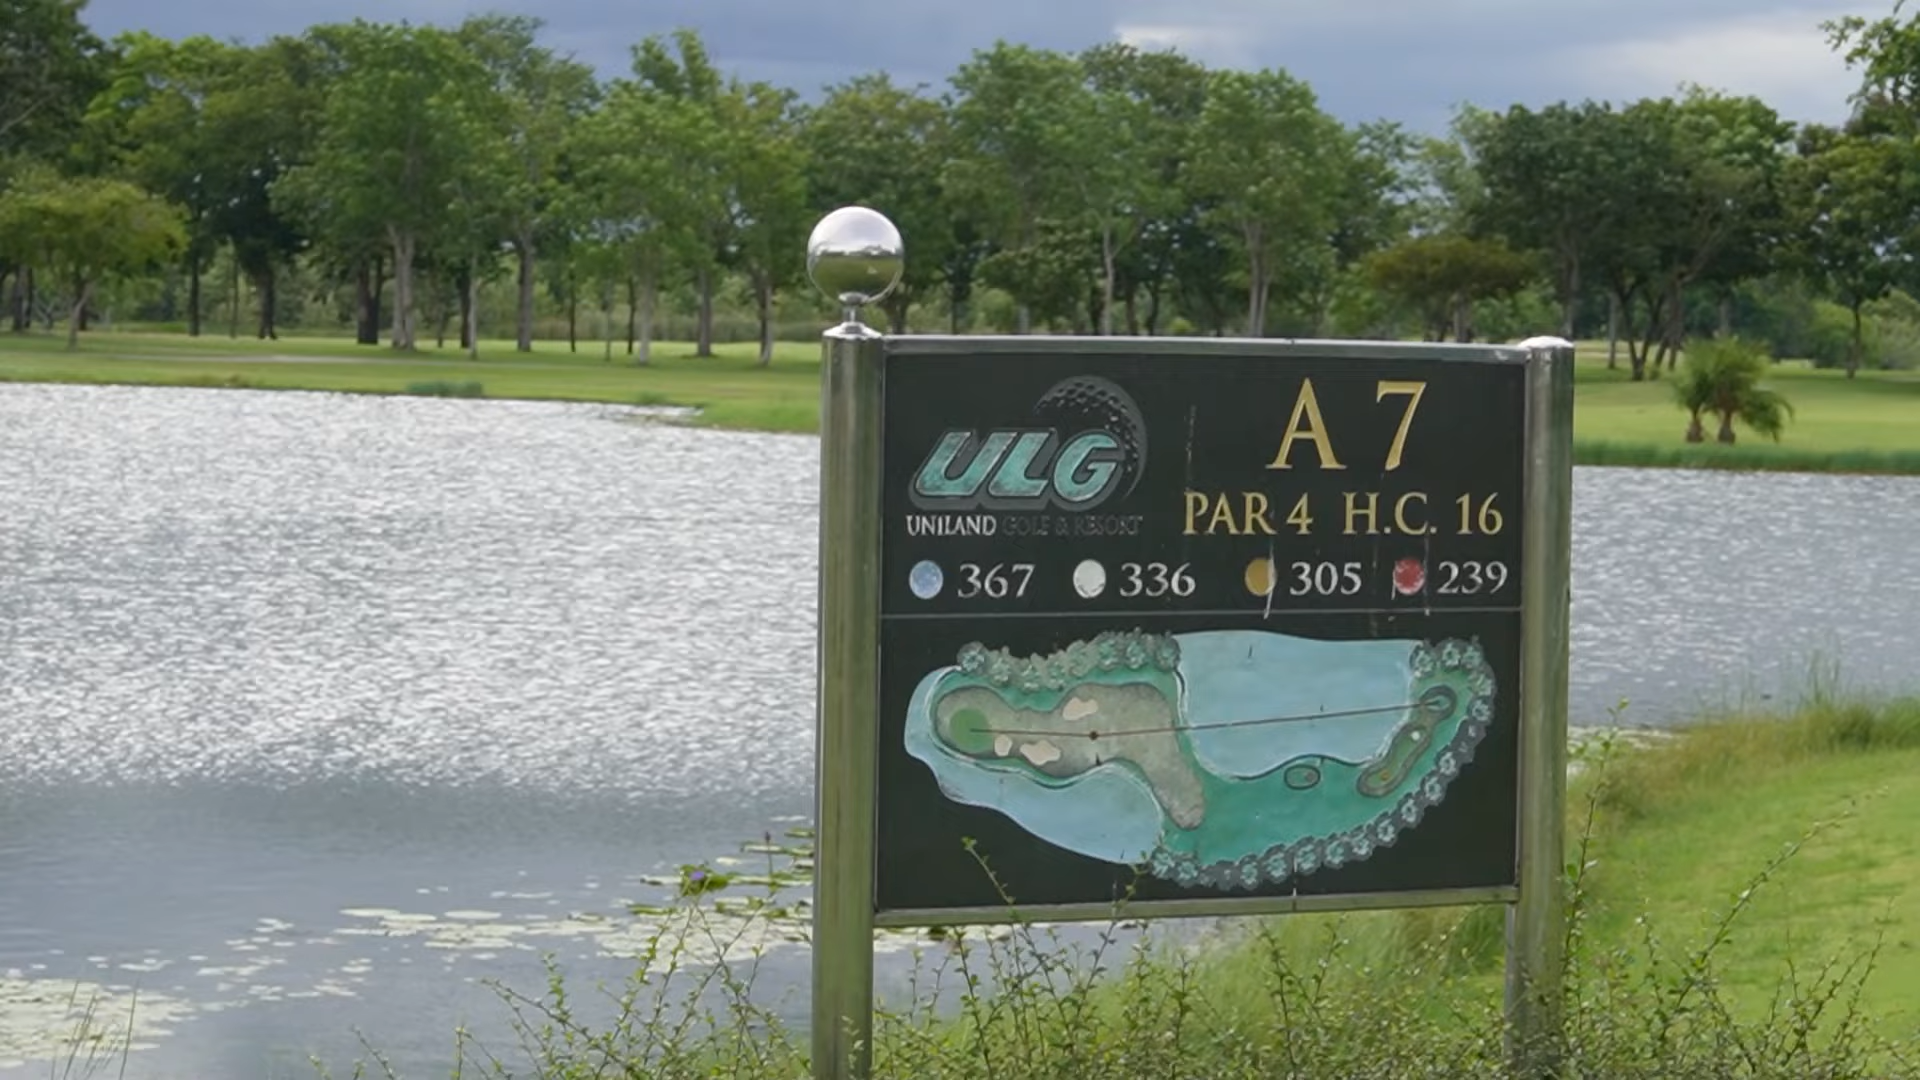 ULG
UNILAND GOLF & RESORT
A 7
PAR 4 H.C. 16
367 336 305 239